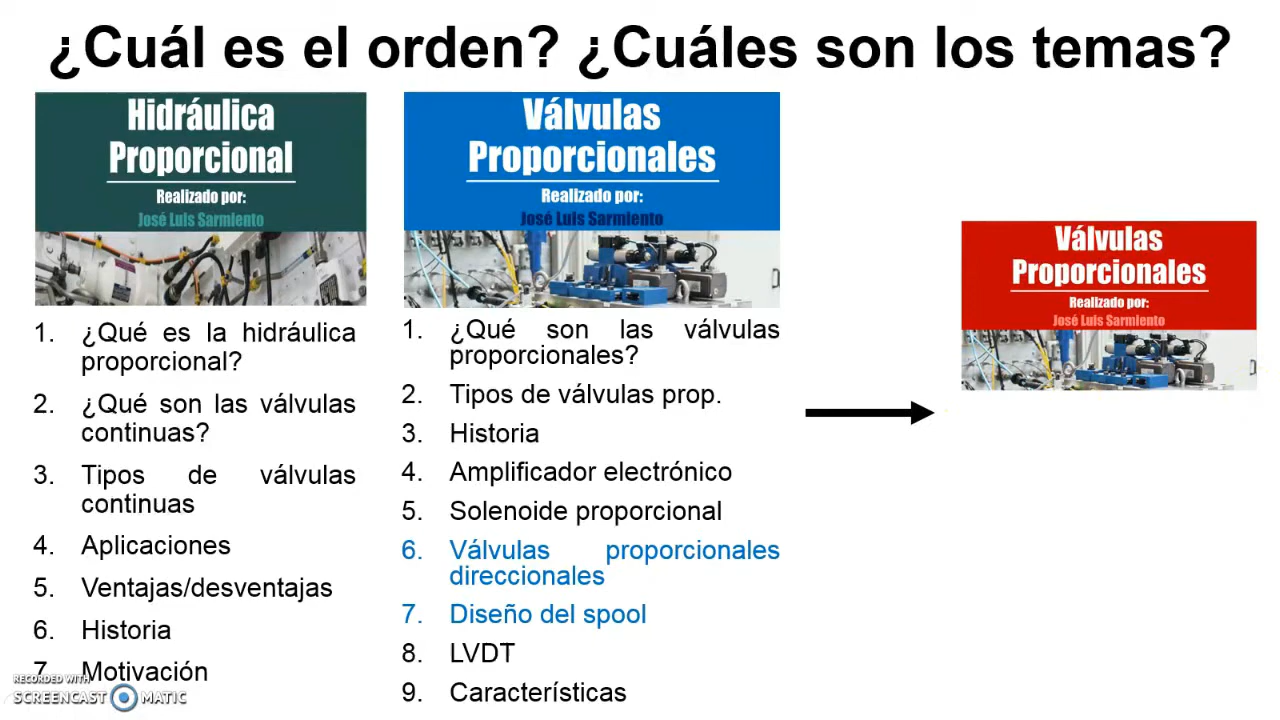 ¿Cuál es el orden? ¿Cuáles son los temas?
Hidráulica
Proporcional
Realizado por:
José Luis Sarmiento
1. ¿Qué es la hidráulica
proporcional?
2. ¿Qué son las válvulas
continuas?
3. Tipos de válvulas
continuas
4. Aplicaciones
5. Ventajas/desventajas
6. Historia
7. Motivación
Válvulas
Proporcionales
Realizado por:
José Luis Sarmiento
1. ¿Qué son las válvulas
proporcionales?
2. Tipos de válvulas prop.
3. Historia
4. Amplificador electrónico
5. Solenoide proporcional
6. Válvulas proporcionales
direccionales
7. Diseño del spool
8. LVDT
9. Características
Válvulas
Proporcionales
Realizado por:
José Luis Sarmiento
RECORDED WITH
SCREENCAST MATIC